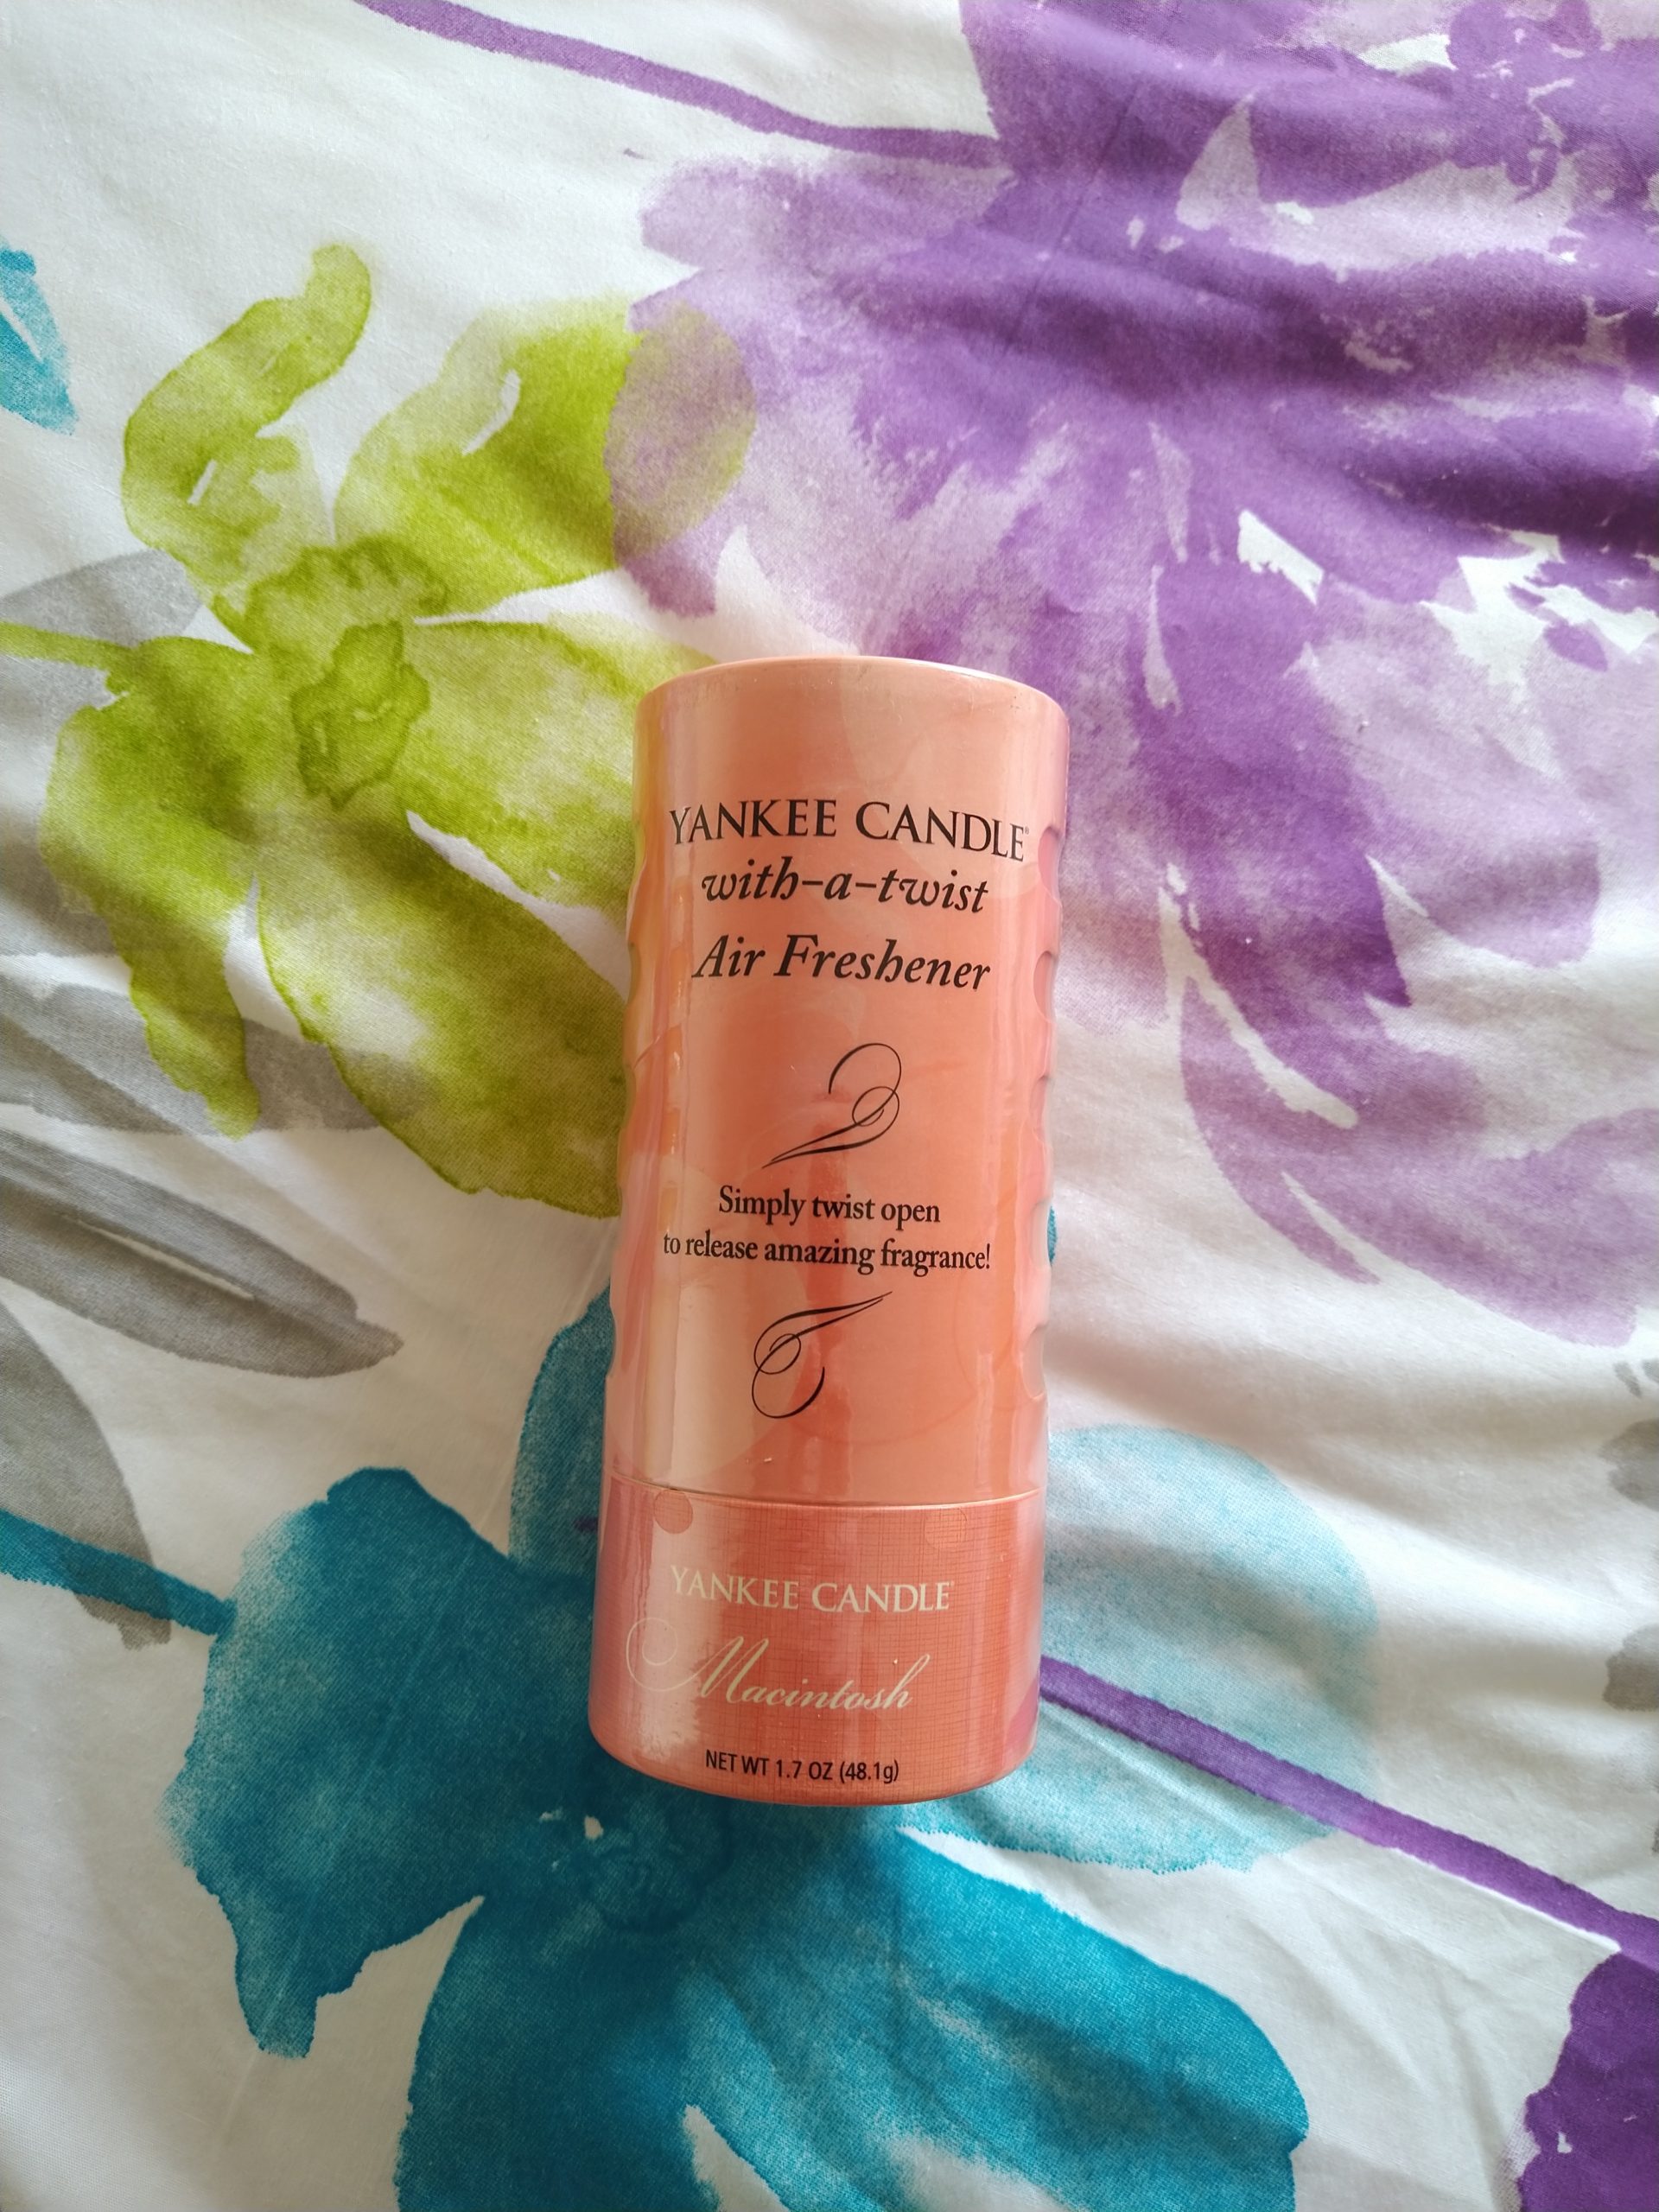 YANKEE CANDLE®
with-a-twist
Air Freshener
Simply twist open
to release amazing fragrance!
YANKEE CANDLE®
Macintosh
NET WT 1.7 OZ (48.1g)